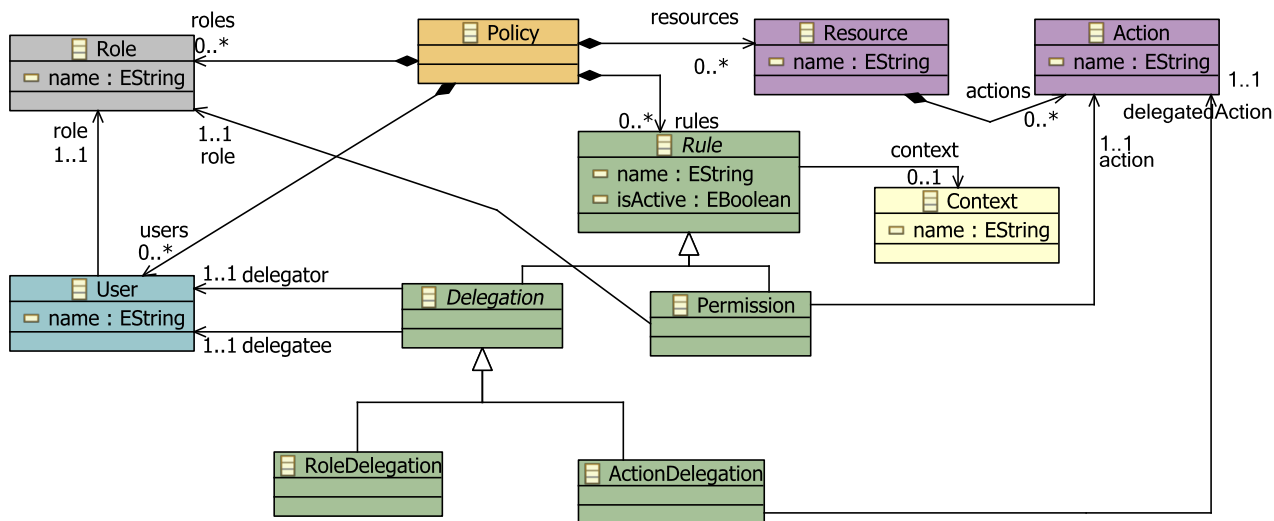 roles
0..*
Policy
resources
0..*
Resource
name : EString
Action
name : EString
Role
name : EString
actions
0..*
1..1
delegatedAction
role
1..1
1..1
role
0..* rules
Rule
name : EString
isActive : EBoolean
context
0..1
1..1
action
Context
name : EString
users
0..*
User
name : EString
1..1 delegator
1..1 delegatee
Delegation
Permission
RoleDelegation
ActionDelegation